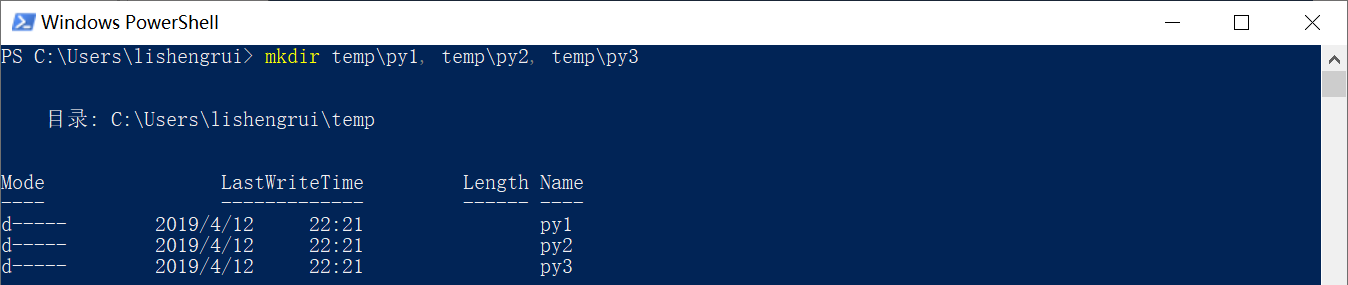 Windows PowerShell
PS C:\Users\lishengrui> mkdir temp\py1, temp\py2, temp\py3
目录: C:\Users\lishengrui\temp
Mode                LastWriteTime         Length Name
----                -------------         ------ ----
d-----        2019/4/12     22:21                py1
d-----        2019/4/12     22:21                py2
d-----        2019/4/12     22:21                py3